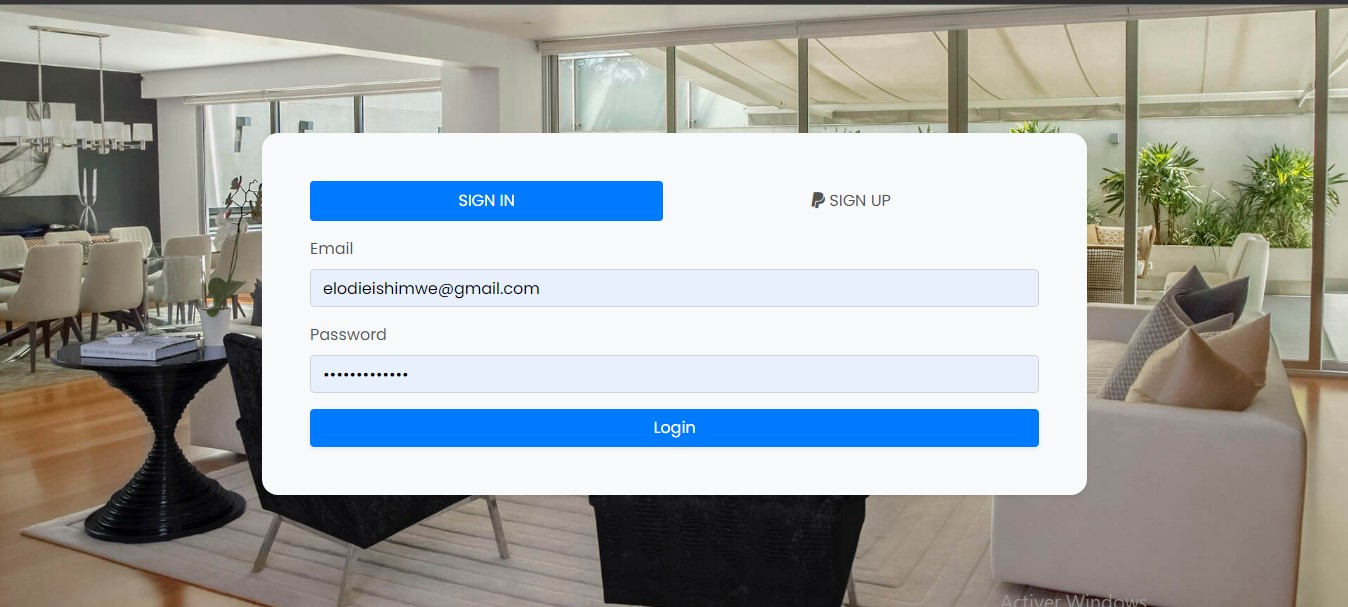 SIGN IN
SIGN UP
Email
elodieishimwe@gmail.com
Password
•••••••••••••
Login
Activer Windows